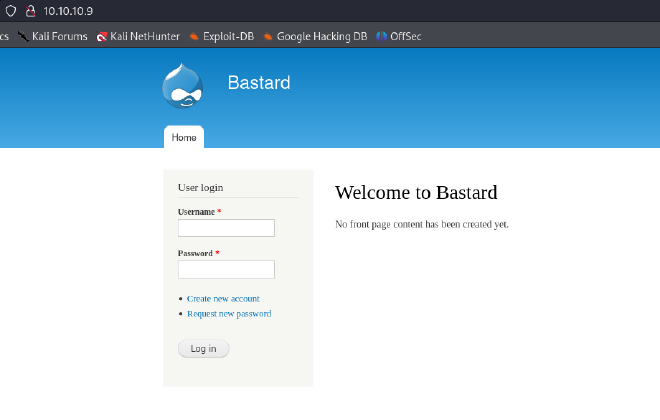 10.10.10.9
cs Kali Forums Kali NetHunter Exploit-DB Google Hacking DB OffSec
Bastard
Home
User login
Username *
Password *
Create new account
Request new password
Log in
Welcome to Bastard
No front page content has been created yet.